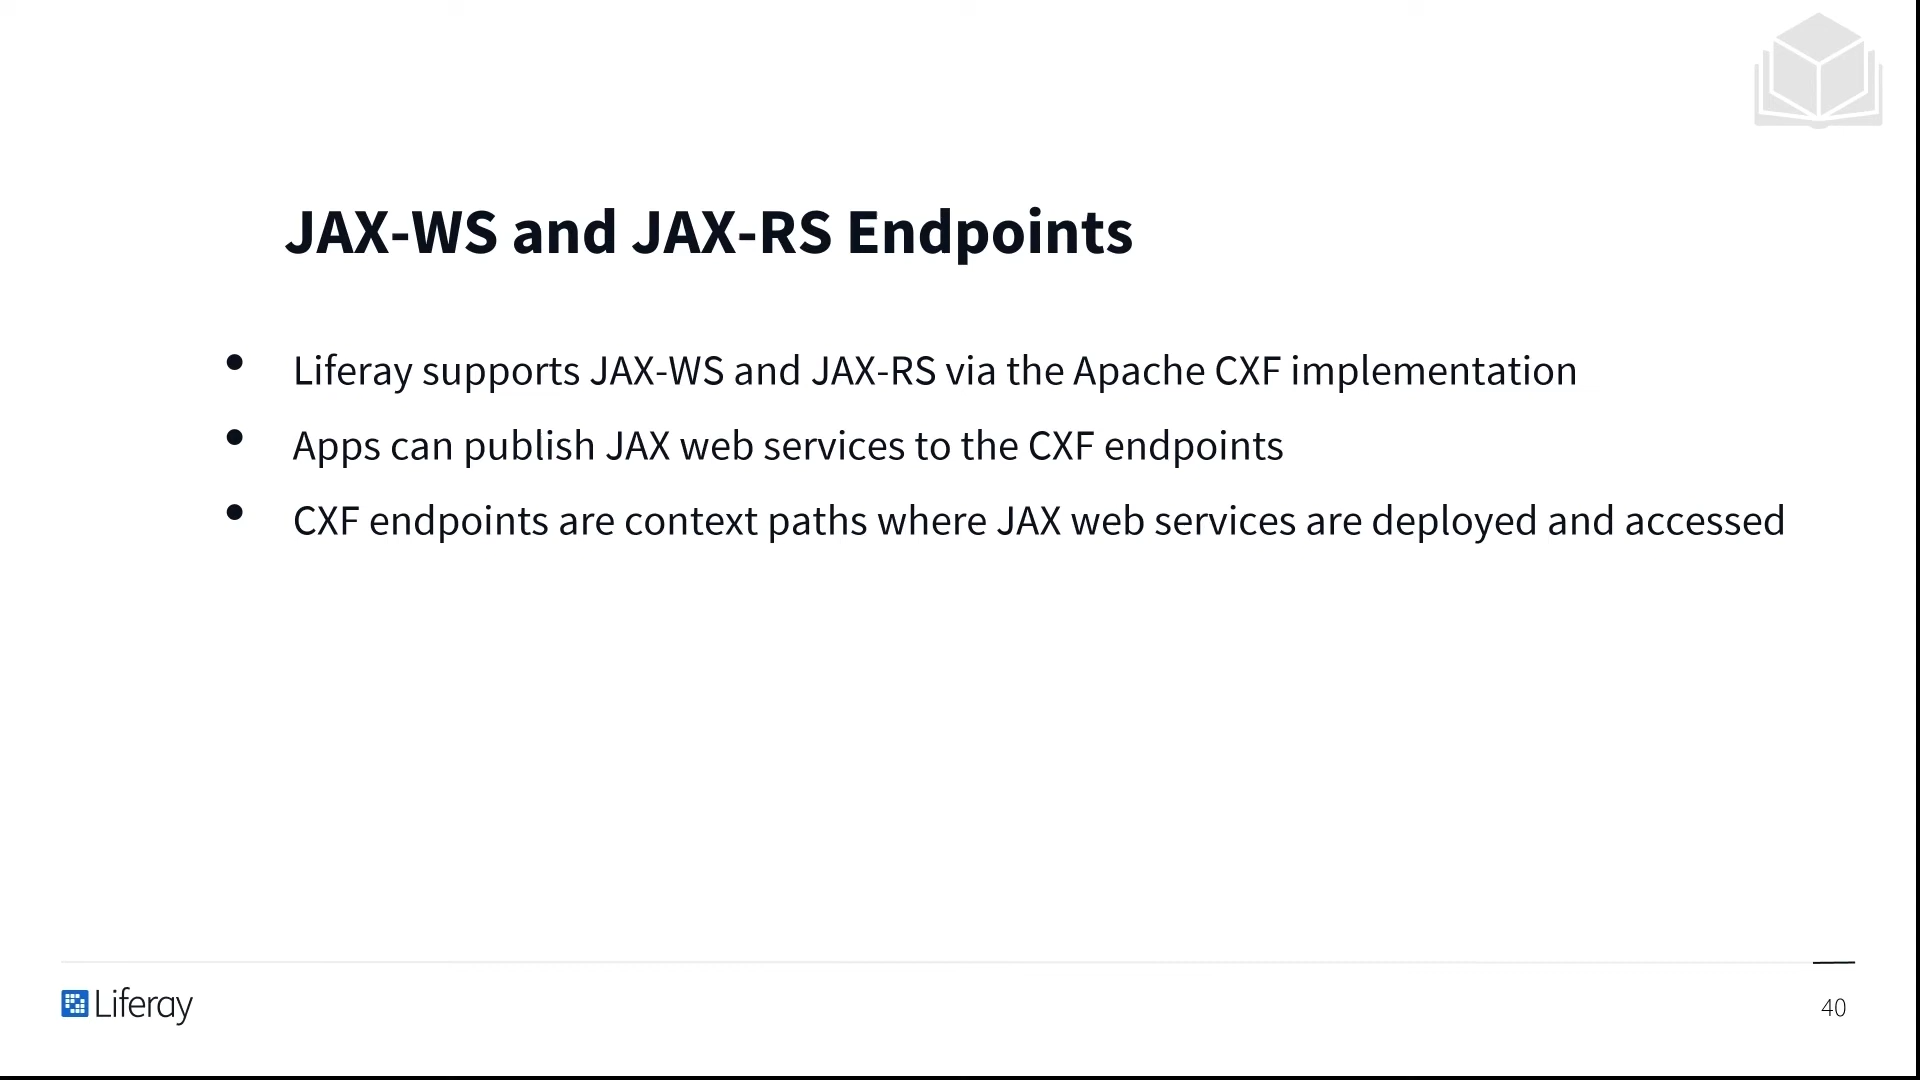 JAX-WS and JAX-RS Endpoints
• Liferay supports JAX-WS and JAX-RS via the Apache CXF implementation
• Apps can publish JAX web services to the CXF endpoints
• CXF endpoints are context paths where JAX web services are deployed and accessed
Liferay
40